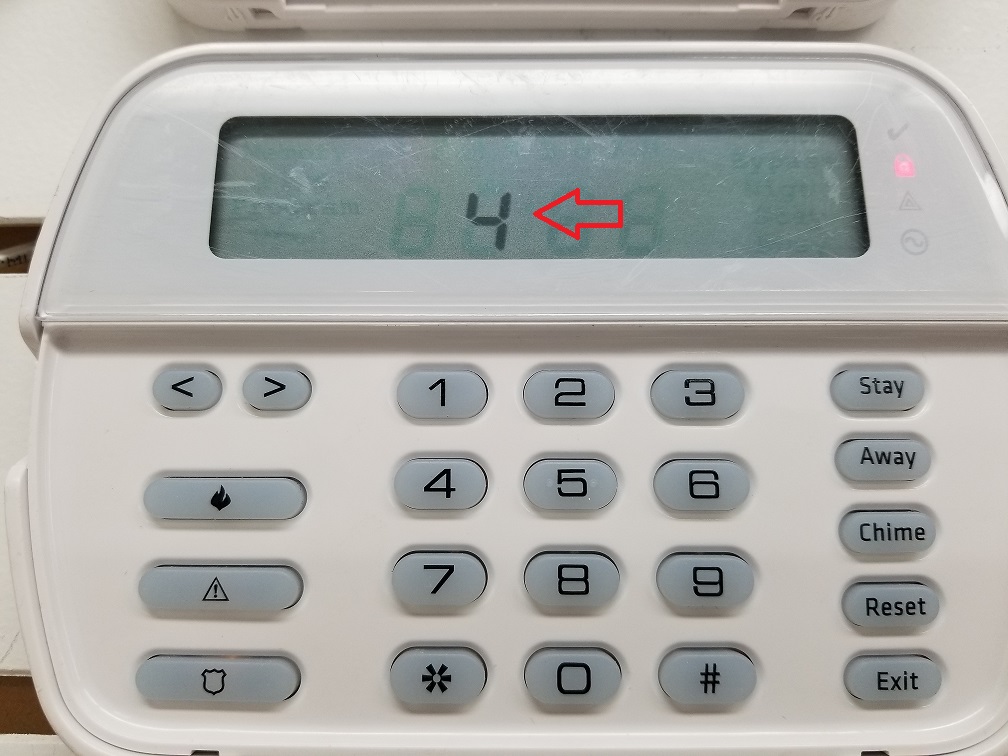 4
< > 1 2 3 Stay
4 5 6 Away
Chime
7 8 9 Reset
* 0 # Exit